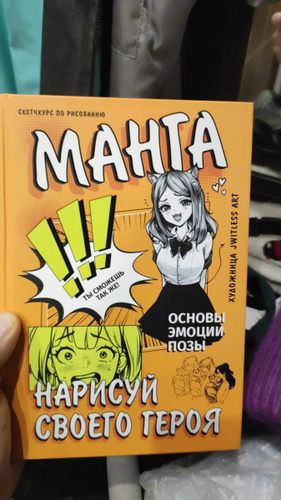 СКЕТЧКУРС ПО РИСОВАНИЮ
МАНГА
!!!
ТЫ СМОЖЕШЬ
ТАК ЖЕ!
ХУДОЖНИЦА JWITLESS ART
ОСНОВЫ
ЭМОЦИИ
ПОЗЫ
НАРИСУЙ
СВОЕГО ГЕРОЯ